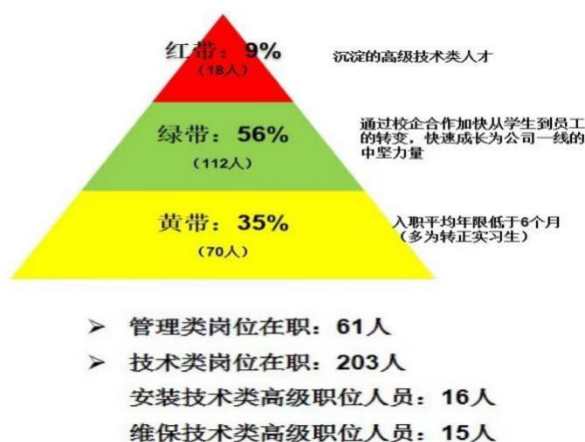 红带：9%
（18人）
沉淀的高级技术类人才
绿带：56%
（112人）
通过校企合作加快从学生到员工
的转变，快速成长为公司一线的
中坚力量
黄带：35%
（70人）
入职平均年限低于6个月
（多为转正实习生）
➢ 管理类岗位在职：61人
➢ 技术类岗位在职：203人
安装技术类高级职位人员：16人
维保技术类高级职位人员：15人